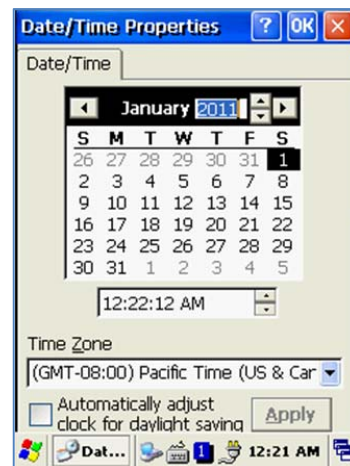 Date/Time Properties ? OK ×
Date/Time
January 2011
S M T W T F S
26 27 28 29 30 31 1
2 3 4 5 6 7 8
9 10 11 12 13 14 15
16 17 18 19 20 21 22
23 24 25 26 27 28 29
30 31 1 2 3 4 5
12:22:12 AM
Time Zone
(GMT-08:00) Pacific Time (US & Car
Automatically adjust
clock for daylight saving
Apply
Dat... 1 12:21 AM